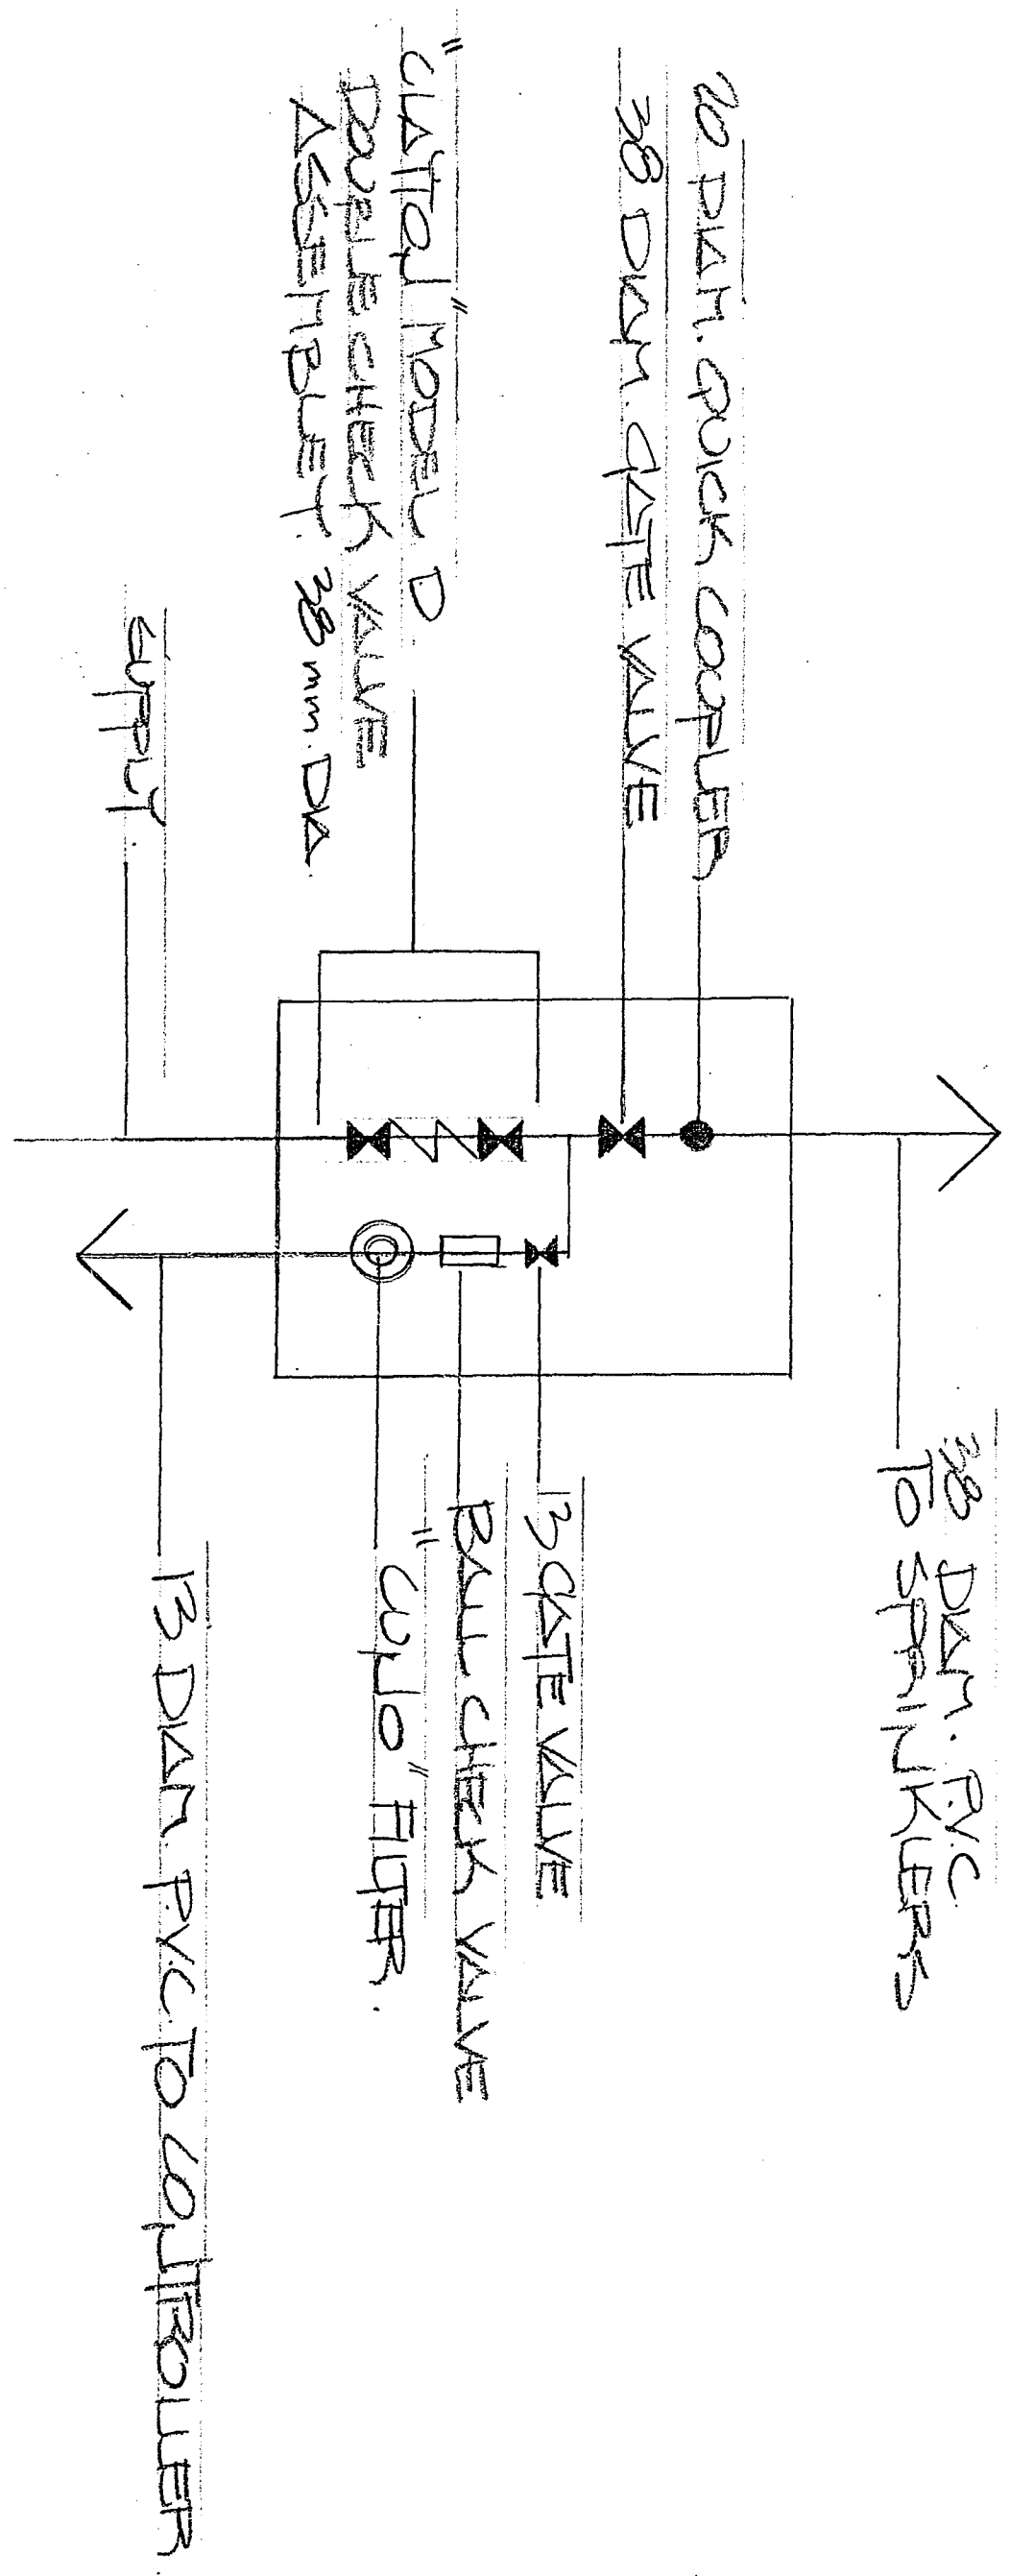 20 DIAM. QUICK COUPLER
38 DIAM. GATE VALVE
"CLATTON" MODEL D
DOUBLE CHECK VALVE
ASSEMBLEY. 38 mm. DIA.
SUPPLY.
38 DIAM. P.V.C.
TO SPRINKLERS
13 GATE VALVE
BALL CHECK VALVE
"CUNO" FILTER.
13 DIAM. P.V.C. TO CONTROLLER.